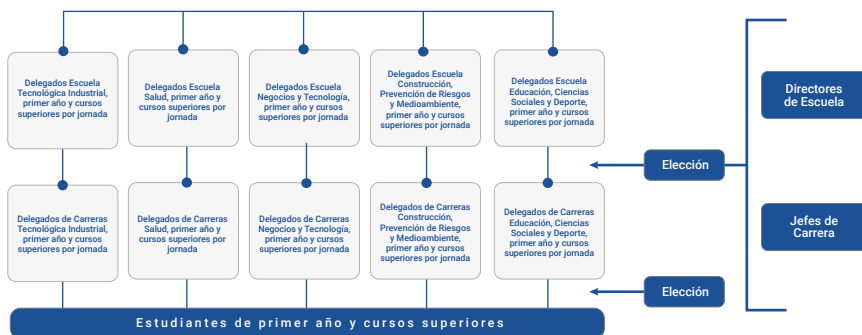 Delegados Escuela
Tecnológica Industrial,
primer año y cursos
superiores por jornada
Delegados Escuela
Salud, primer año y
cursos superiores por
jornada
Delegados Escuela
Negocios y Tecnología,
primer año y cursos
superiores por jornada
Delegados Escuela
Construcción,
Prevención de Riesgos
y Medioambiente,
primer año y cursos
superiores por jornada
Delegados Escuela
Educación, Ciencias
Sociales y Deporte,
primer año y cursos
superiores por jornada
Directores
de Escuela
Elección
Delegados de Carreras
Tecnológica Industrial,
primer año y cursos
superiores por jornada
Delegados de Carreras
Salud, primer año y
cursos superiores por
jornada
Delegados de Carreras
Negocios y Tecnología,
primer año y cursos
superiores por jornada
Delegados de Carreras
Construcción,
Prevención de Riesgos
y Medioambiente,
primer año y cursos
superiores por jornada
Delegados de Carreras
Educación, Ciencias
Sociales y Deporte,
primer año y cursos
superiores por jornada
Jefes de
Carrera
Elección
Estudiantes de primer año y cursos superiores